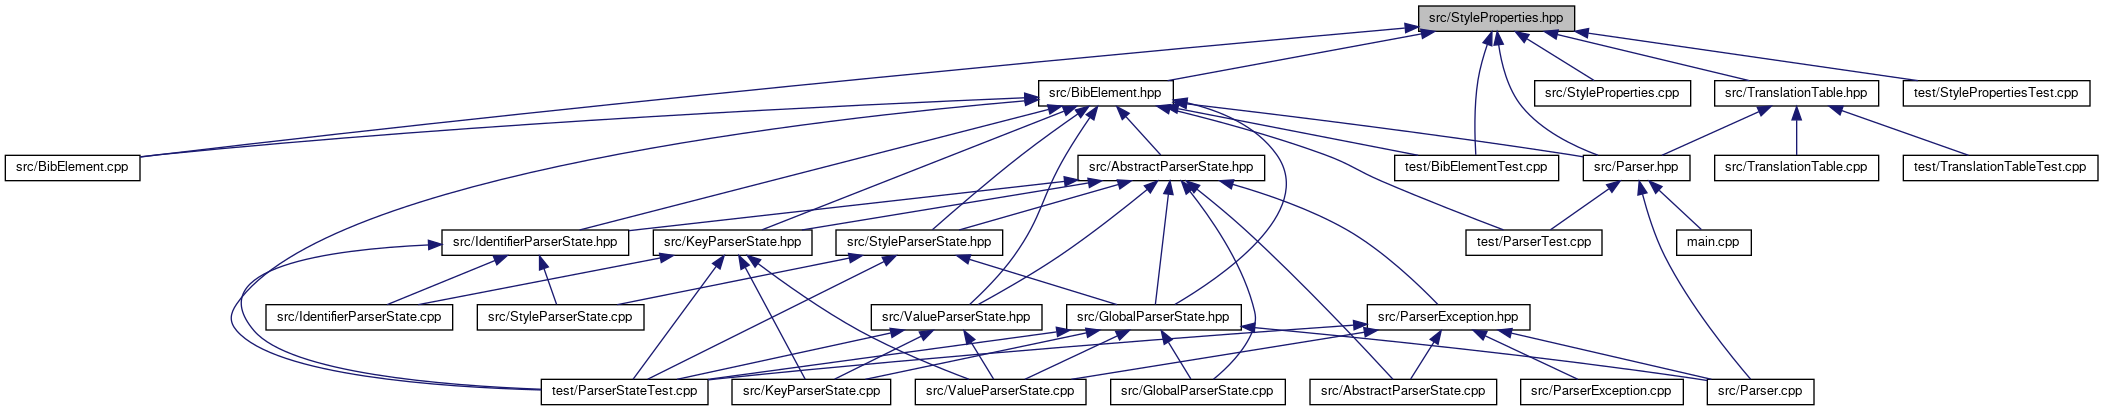 src/StyleProperties.hpp
src/BibElement.hpp
src/StyleProperties.cpp
src/TranslationTable.hpp
test/StylePropertiesTest.cpp
src/BibElement.cpp
src/AbstractParserState.hpp
test/BibElementTest.cpp
src/Parser.hpp
src/TranslationTable.cpp
test/TranslationTableTest.cpp
src/IdentifierParserState.hpp
src/KeyParserState.hpp
src/StyleParserState.hpp
test/ParserTest.cpp
main.cpp
src/IdentifierParserState.cpp
src/StyleParserState.cpp
src/ValueParserState.hpp
src/GlobalParserState.hpp
src/ParserException.hpp
test/ParserStateTest.cpp
src/KeyParserState.cpp
src/ValueParserState.cpp
src/GlobalParserState.cpp
src/AbstractParserState.cpp
src/ParserException.cpp
src/Parser.cpp